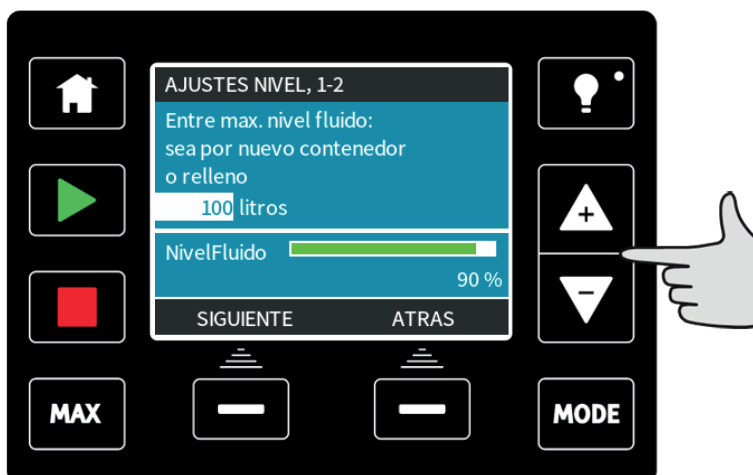 AJUSTES NIVEL, 1-2
Entre max. nivel fluido:
sea por nuevo contenedor
o relleno
100 litros
NivelFluido
90 %
SIGUIENTE ATRAS
+
−
MAX
MODE